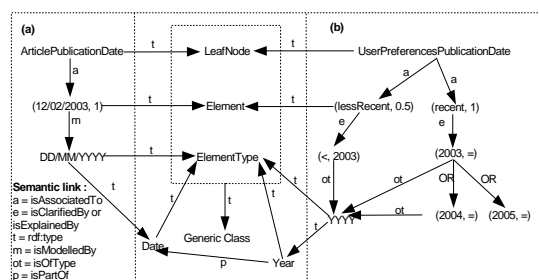 (a)
(b)
ArticlePublicationDate
t
LeafNode
t
UserPreferencesPublicationDate
a
a
a
(12/02/2003, 1)
t
Element
t
(lessRecent, 0.5)
(recent, 1)
m
e
e
DD/MM/YYYY
t
ElementType
(<, 2003)
(2003, =)
t
t
t
t
t
ot
ot
OR
OR
YYYY
ot
(2004, =)
(2005, =)
t
Generic Class
Date
p
Year
Semantic link :
a = isAssociatedTo
e = isClarifiedBy or
isExplainedBy
t = rdf:type
m = isModelledBy
ot = isOfType
p = isPartOf